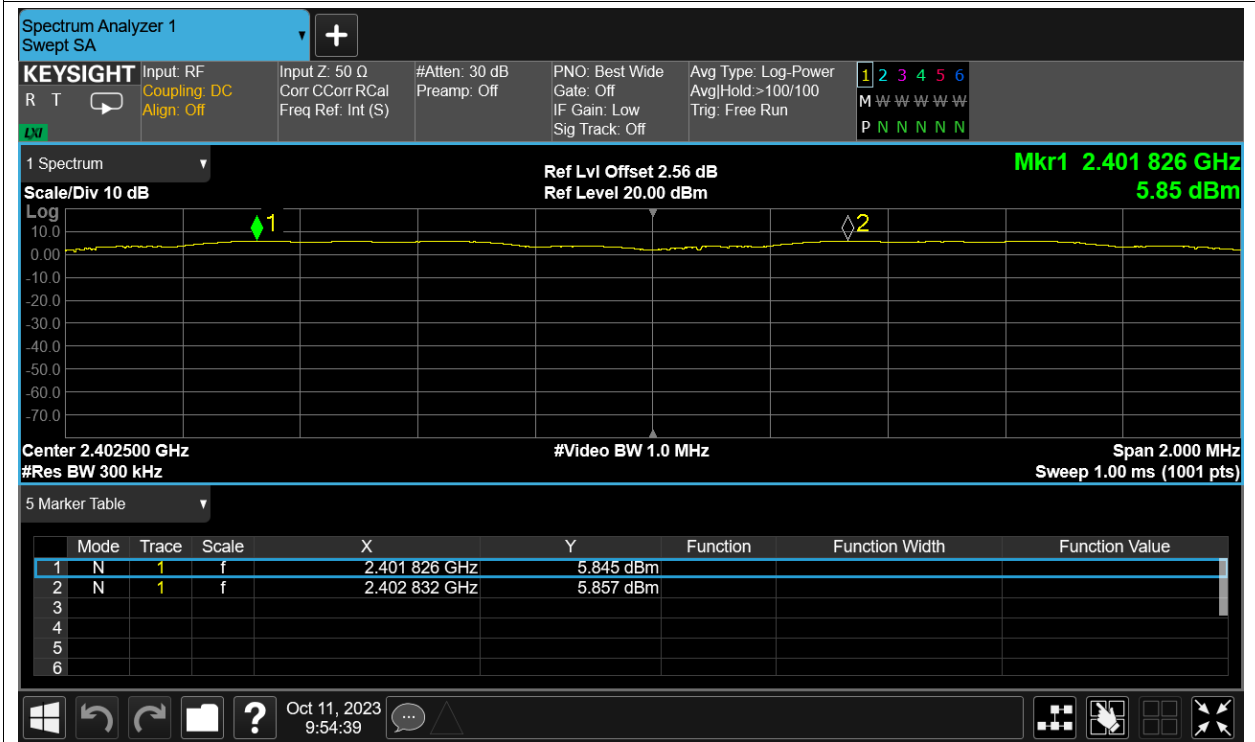 Spectrum Analyzer 1
Swept SA
+
KEYSIGHT
R T
LXI
Input: RF
Coupling: DC
Align: Off
Input Z: 50 Ω
Corr CCorr RCal
Freq Ref: Int (S)
#Atten: 30 dB
Preamp: Off
PNO: Best Wide
Gate: Off
IF Gain: Low
Sig Track: Off
Avg Type: Log-Power
Avg|Hold:>100/100
Trig: Free Run
1 2 3 4 5 6
M W W W W W
P N N N N N
1 Spectrum
Scale/Div 10 dB
Ref Lvl Offset 2.56 dB
Ref Level 20.00 dBm
Mkr1 2.401 826 GHz
5.85 dBm
Log
10.0
0.00
-10.0
-20.0
-30.0
-40.0
-50.0
-60.0
-70.0
1
2
Center 2.402500 GHz
#Res BW 300 kHz
#Video BW 1.0 MHz
Span 2.000 MHz
Sweep 1.00 ms (1001 pts)
5 Marker Table
Mode Trace Scale X Y Function Function Width Function Value
1 N 1 f 2.401 826 GHz 5.845 dBm
2 N 1 f 2.402 832 GHz 5.857 dBm
3
4
5
6
?
Oct 11, 2023
9:54:39